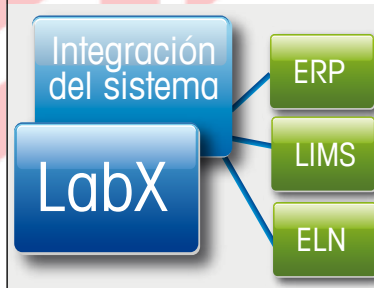 Integración
del sistema
LabX
ERP
LIMS
ELN